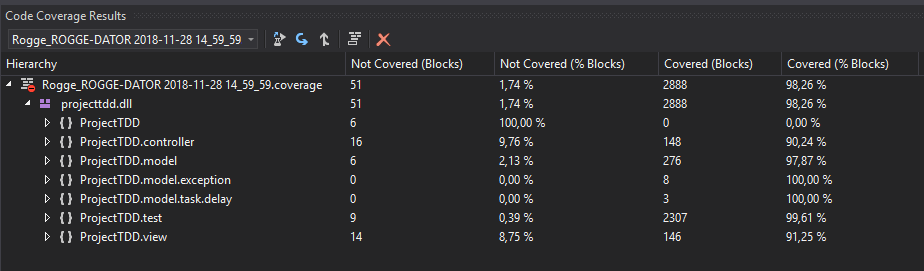 Code Coverage Results
Rogge_ROGGE-DATOR 2018-11-28 14_59_59
Hierarchy Not Covered (Blocks) Not Covered (% Blocks) Covered (Blocks) Covered (% Blocks)
Rogge_ROGGE-DATOR 2018-11-28 14_59_59.coverage 51 1,74 % 2888 98,26 %
projecttdd.dll 51 1,74 % 2888 98,26 %
{ } ProjectTDD 6 100,00 % 0 0,00 %
{ } ProjectTDD.controller 16 9,76 % 148 90,24 %
{ } ProjectTDD.model 6 2,13 % 276 97,87 %
{ } ProjectTDD.model.exception 0 0,00 % 8 100,00 %
{ } ProjectTDD.model.task.delay 0 0,00 % 3 100,00 %
{ } ProjectTDD.test 9 0,39 % 2307 99,61 %
{ } ProjectTDD.view 14 8,75 % 146 91,25 %